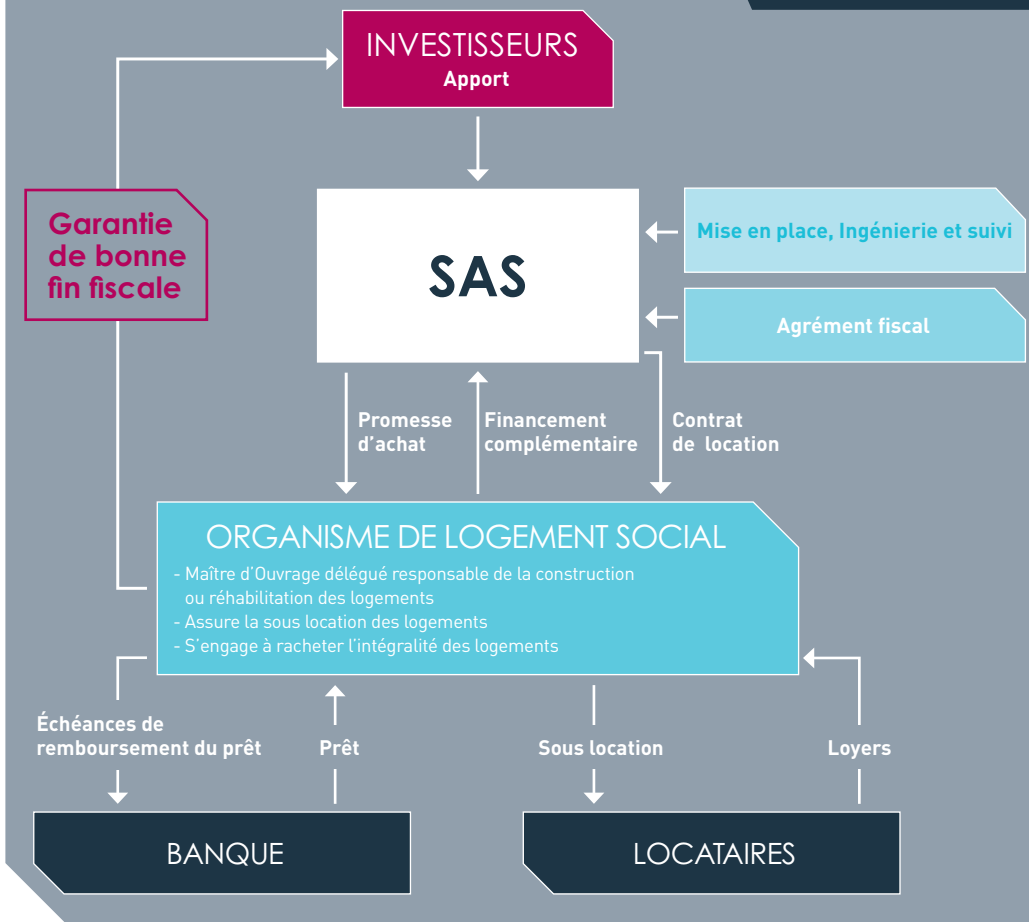 INVESTISSEURS
Apport
Garantie
de bonne
fin fiscale
SAS
Mise en place, Ingénierie et suivi
Agrément fiscal
Promesse
d'achat
Financement
complémentaire
Contrat
de location
ORGANISME DE LOGEMENT SOCIAL
- Maître d'Ouvrage délégué responsable de la construction
ou réhabilitation des logements
- Assure la sous location des logements
- S'engage à racheter l'intégralité des logements
Échéances de
remboursement du prêt
Prêt
Sous location
Loyers
BANQUE
LOCATAIRES